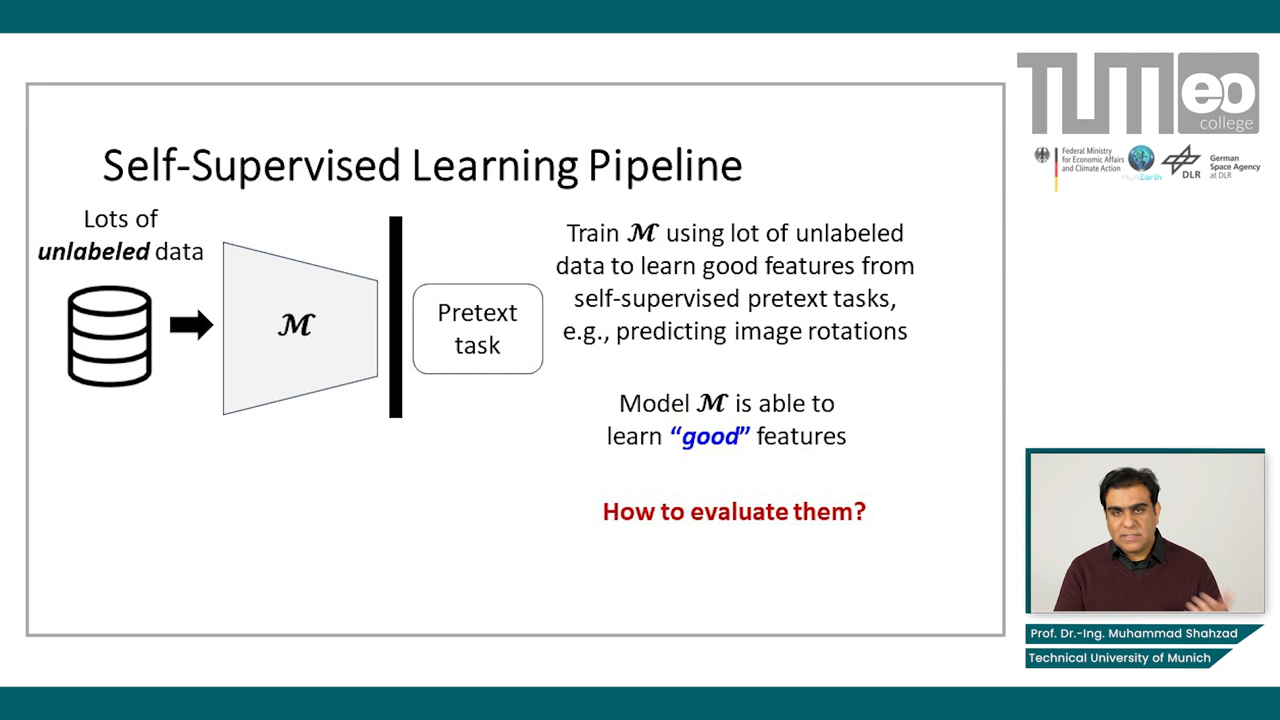 TUM eo
college
Federal Ministry
for Economic Affairs
and Climate Action
ML4Earth
DLR
German
Space Agency
at DLR
Self-Supervised Learning Pipeline
Lots of
unlabeled data
ℳ
Pretext
task
Train ℳ using lot of unlabeled
data to learn good features from
self-supervised pretext tasks,
e.g., predicting image rotations
Model ℳ is able to
learn “good” features
How to evaluate them?
Prof. Dr.-Ing. Muhammad Shahzad
Technical University of Munich